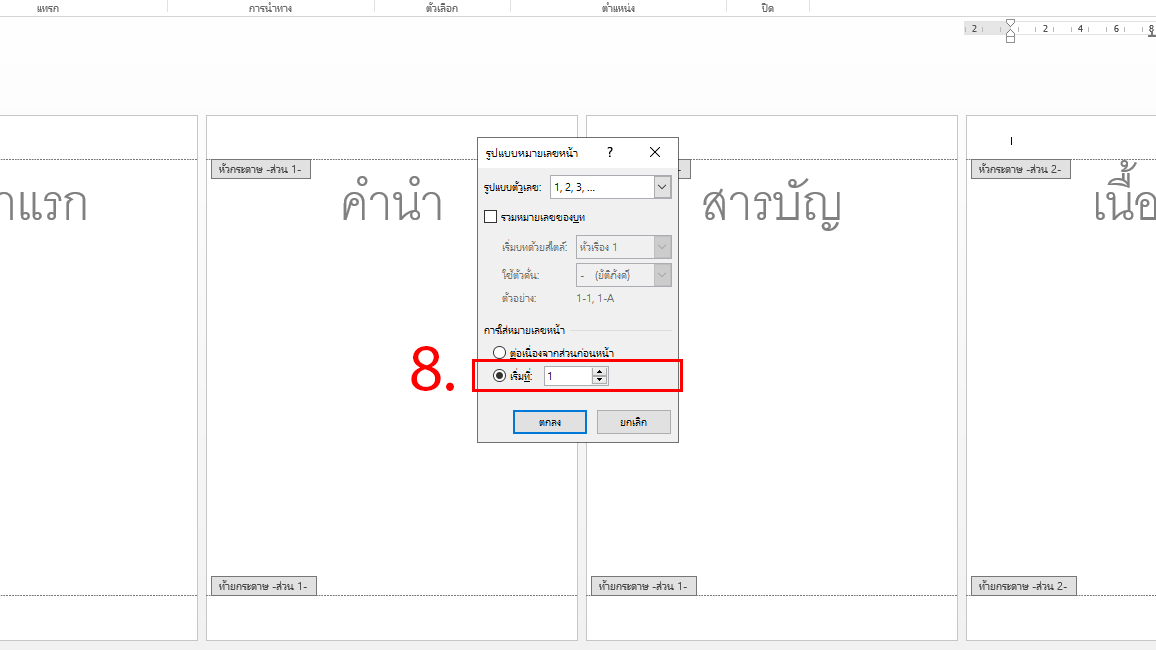 แทรก การนำทาง ตัวเลือก ตำแหน่ง ปิด
2 2 4 6 8
หัวกระดาษ -ส่วน 1- หัวกระดาษ -ส่วน 2-
คำนำ สารบัญ
รูปแบบหมายเลขหน้า ?
รูปแบบตัวเลข: 1, 2, 3, ...
รวมหมายเลขของบท
เริ่มบทด้วยสไตล์: หัวเรื่อง 1
ใช้ตัวคั่น: - (ยัติภังค์)
ตัวอย่าง: 1-1, 1-A
การใส่หมายเลขหน้า
ต่อเนื่องจากส่วนก่อนหน้า
8. เริ่มที่: 1
ตกลง ยกเลิก
ท้ายกระดาษ -ส่วน 1- ท้ายกระดาษ -ส่วน 1- ท้ายกระดาษ -ส่วน 2-